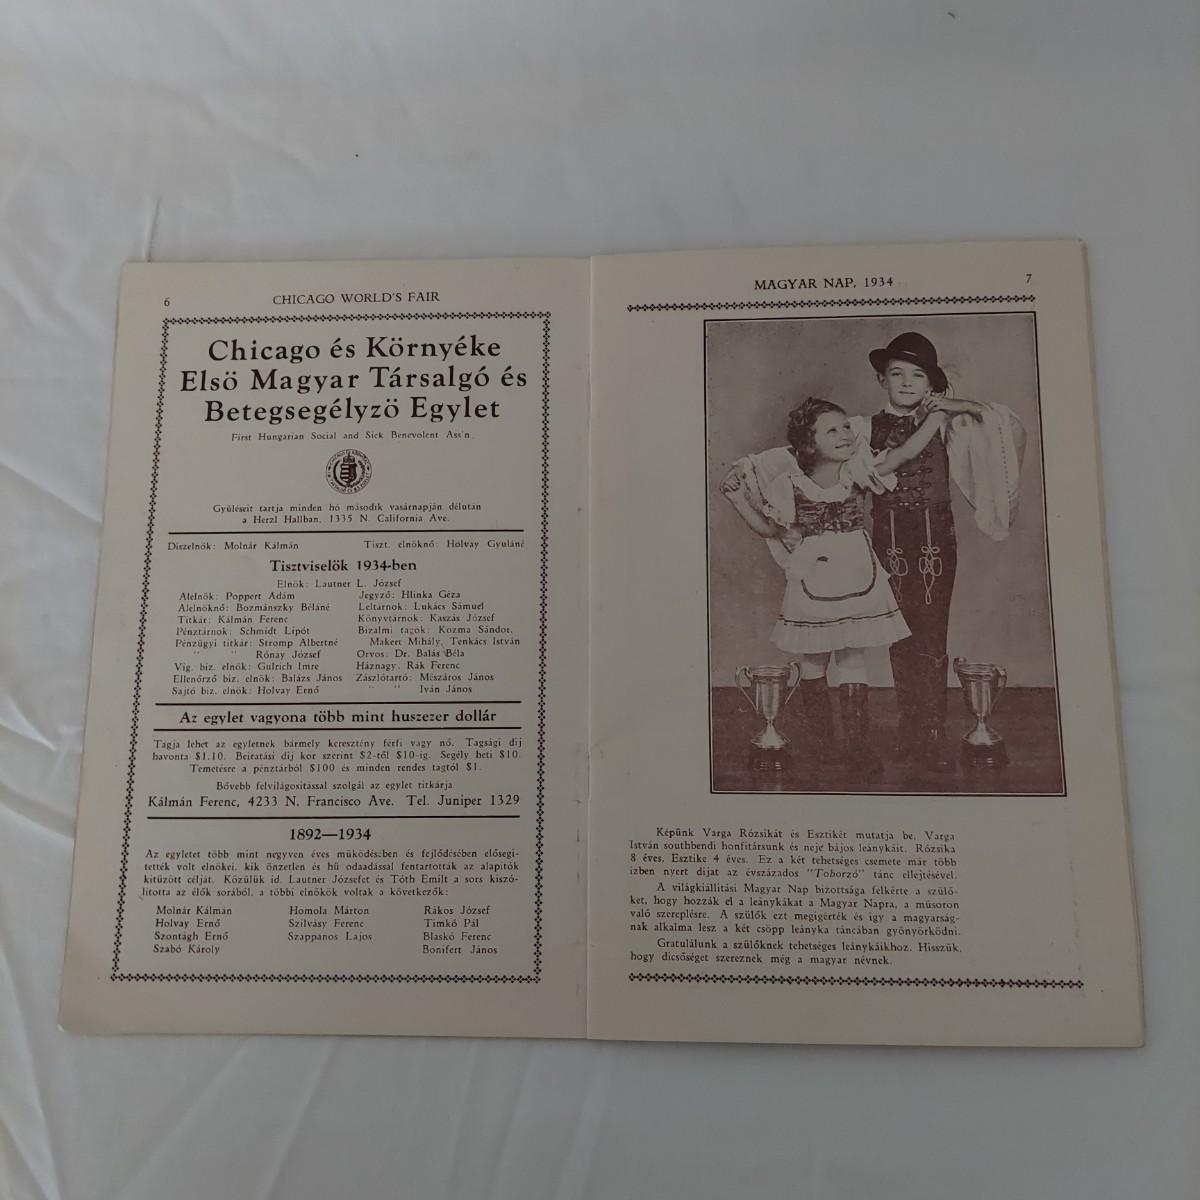 6
CHICAGO WORLD'S FAIR
Chicago és Környéke
Elsö Magyar Társalgó és
Betegsegélyzö Egylet
First Hungarian Social and Sick Benevolent Ass'n.
Gyüléseit tartja minden hó második vasárnapján délután
a Herzl Hallban, 1335 N. California Ave.
Diszelnök: Molnár Kálmán
Tiszt. elnöknő: Holvay Gyuláné
Tisztviselök 1934-ben
Elnök: Lautner L. József
Alelnök: Poppert Adám
Alelnöknő: Bozmánszky Béláné
Titkár: Kálmán Ferenc
Pénztárnok: Schmidt Lipót
Pénzügyi titkár: Stromp Albertné
" " Rónay József
Vig. biz. elnök: Gulrich Imre
Ellenőrző biz. elnök: Balázs János
Sajtó biz. elnök: Holvay Ernő
Jegyző: Hlinka Géza
Leltárnok: Lukács Sámuel
Könyvtárnok: Kaszás József
Bizalmi tagok: Kozma Sándor,
Makert Mihály, Tenkács István
Orvos: Dr. Balás Béla
Háznagy: Rák Ferenc
Zászlótartó: Mészáros János
" " Iván János
Az egylet vagyona több mint huszezer dollár
Tagja lehet az egyletnek bármely keresztény férfi vagy nő. Tagsági dij
havonta $1.10. Beiratási dij kor szerint $2-től $10-ig. Segély heti $10.
Temetésre a pénztárból $100 és minden rendes tagtól $1.
Bővebb felvilágositással szolgál az egylet titkárja
Kálmán Ferenc, 4233 N. Francisco Ave. Tel. Juniper 1329
1892—1934
Az egyletet több mint negyven éves müködésében és fejlődésében elősegi-
tették volt elnökei, kik önzetlen és hü odaadással fentartották az alapitók
kitüzött célját. Közülük id. Lautner Józsefet és Tóth Emilt a sors kiszó-
litotta az élők sorából, a többi elnökök voltak a következők:
Molnár Kálmán
Holvay Ernő
Szontágh Ernő
Szabó Károly
Homola Márton
Szilvásy Ferenc
Szappanos Lajos
Rákos József
Timkó Pál
Blaskó Ferenc
Bonifert János
MAGYAR NAP, 1934
7
Képünk Varga Rózsikát és Esztikét mutatja be, Varga
István southbendi honfitársunk és neje bájos leánykáit. Rózsika
8 éves, Esztike 4 éves. Ez a két tehetséges csemete már több
izben nyert dijat az évszázados "Toborzó" tánc ellejtésével.
A világkiállitási Magyar Nap bizottsága felkérte a szülő-
ket, hogy hozzák el a leánykákat a Magyar Napra, a müsoron
való szereplésre. A szülők ezt megigérték és igy a magyarság-
nak alkalma lesz a két csöpp leányka táncában gyönyörködni.
Gratulálunk a szülőknek tehetséges leánykáikhoz. Hisszük,
hogy dicsőséget szereznek még a magyar névnek.